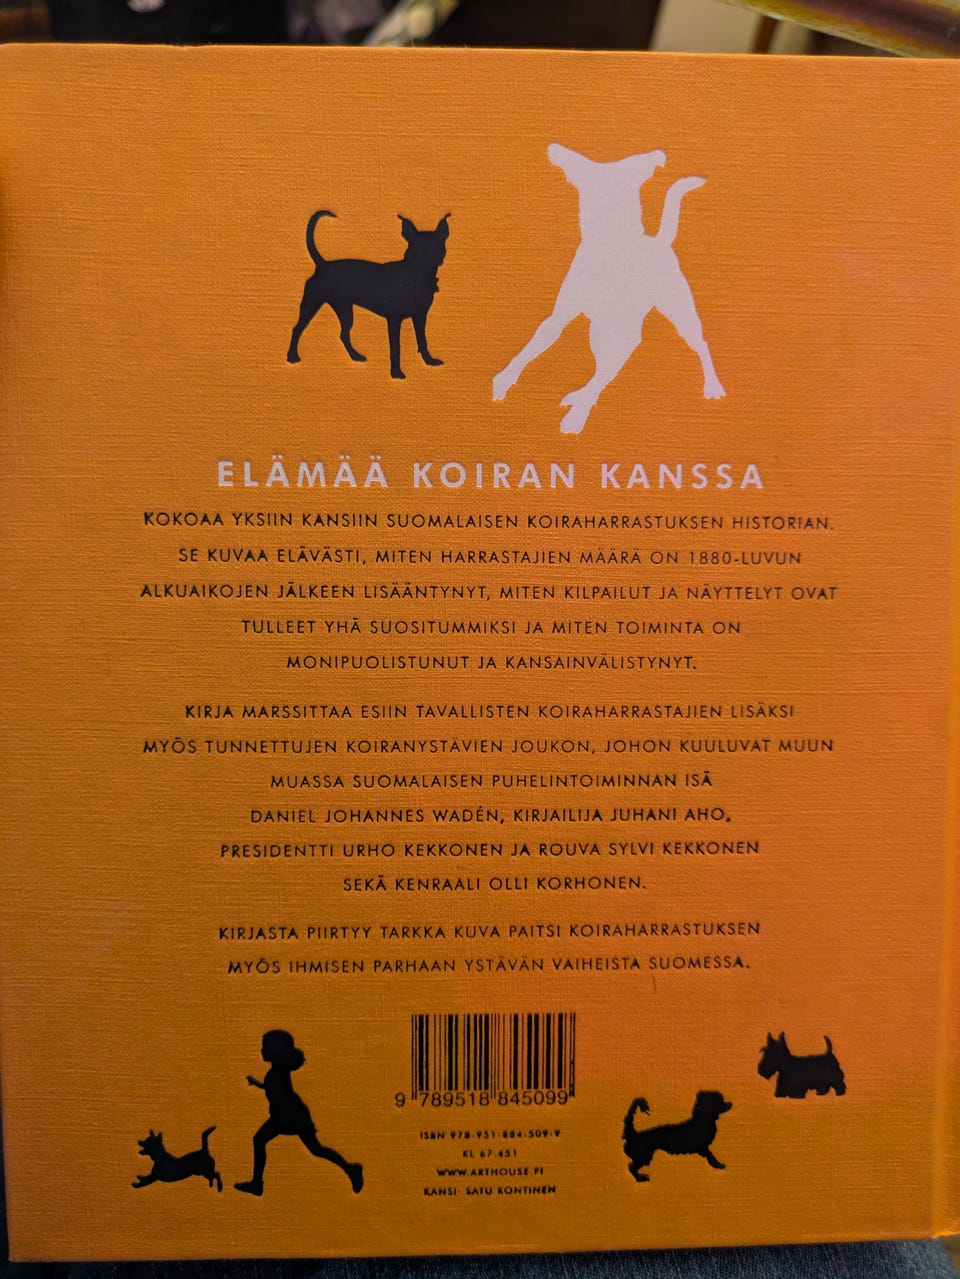 ELÄMÄÄ KOIRAN KANSSA
KOKOAA YKSIIN KANSIIN SUOMALAISEN KOIRAHARRASTUKSEN HISTORIAN.
SE KUVAA ELÄVÄSTI, MITEN HARRASTAJIEN MÄÄRÄ ON 1880-LUVUN
ALKUAIKOJEN JÄLKEEN LISÄÄNTYNYT, MITEN KILPAILUT JA NÄYTTELYT OVAT
TULLEET YHÄ SUOSITUMMIKSI JA MITEN TOIMINTA ON
MONIPUOLISTUNUT JA KANSAINVÄLISTYNYT.
KIRJA MARSSITTAA ESIIN TAVALLISTEN KOIRAHARRASTAJIEN LISÄKSI
MYÖS TUNNETTUJEN KOIRANYSTÄVIEN JOUKON, JOHON KUULUVAT MUUN
MUASSA SUOMALAISEN PUHELINTOIMINNAN ISÄ
DANIEL JOHANNES WADÉN, KIRJAILIJA JUHANI AHO,
PRESIDENTTI URHO KEKKONEN JA ROUVA SYLVI KEKKONEN
SEKÄ KENRAALI OLLI KORHONEN.
KIRJASTA PIIRTYY TARKKA KUVA PAITSI KOIRAHARRASTUKSEN
MYÖS IHMISEN PARHAAN YSTÄVÄN VAIHEISTA SUOMESSA.
9 789518 845099
ISBN 978-951-884-509-9
KL 67.451
WWW.ARTHOUSE.FI
KANSI: SATU KONTINEN